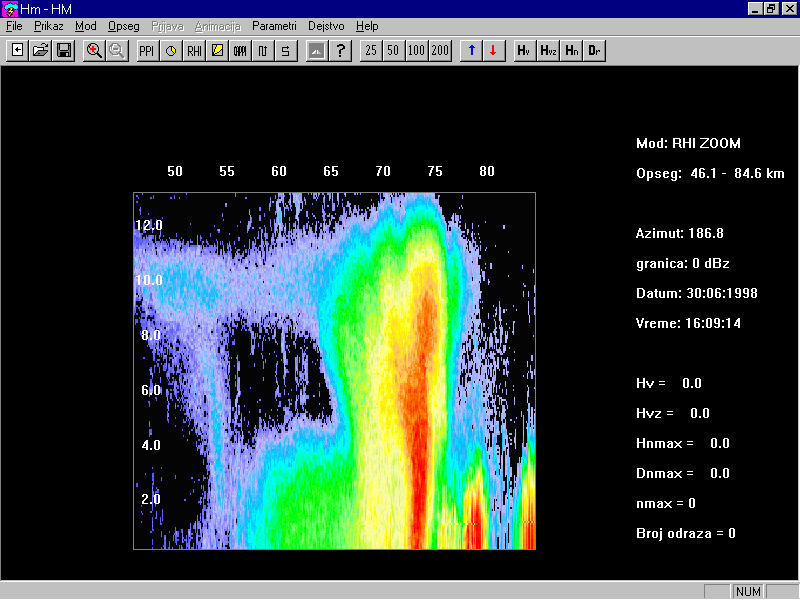 Hm - HM
File Prikaz Mod Opseg Prijava Animacija Parametri Dejstvo Help
PPI RHI ? 25 50 100 200 Hv Hvz Hn Dr
Mod: RHI ZOOM
50 55 60 65 70 75 80
Opseg: 46.1 - 84.6 km
12.0
Azimut: 186.8
granica: 0 dBz
10.0
Datum: 30:06:1998
Vreme: 16:09:14
8.0
6.0
Hv = 0.0
Hvz = 0.0
4.0
Hnmax = 0.0
Dnmax = 0.0
2.0
nmax = 0
Broj odraza = 0
NUM